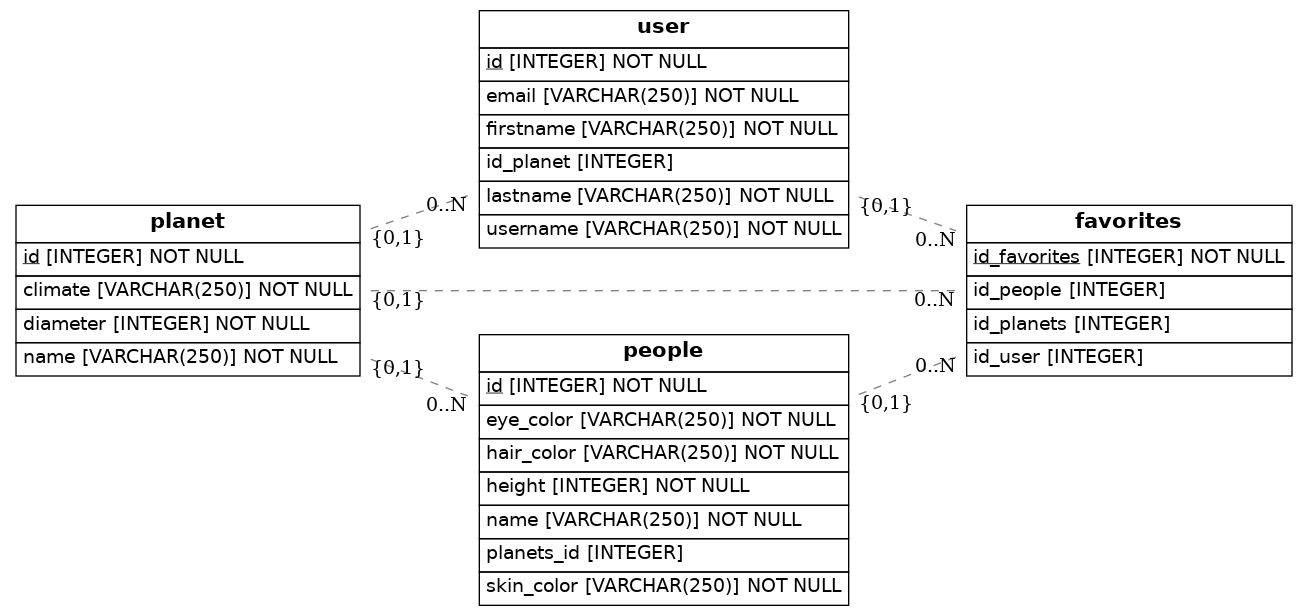 user
id [INTEGER] NOT NULL
email [VARCHAR(250)] NOT NULL
firstname [VARCHAR(250)] NOT NULL
id_planet [INTEGER]
lastname [VARCHAR(250)] NOT NULL
username [VARCHAR(250)] NOT NULL
planet
id [INTEGER] NOT NULL
climate [VARCHAR(250)] NOT NULL
diameter [INTEGER] NOT NULL
name [VARCHAR(250)] NOT NULL
favorites
id_favorites [INTEGER] NOT NULL
id_people [INTEGER]
id_planets [INTEGER]
id_user [INTEGER]
people
id [INTEGER] NOT NULL
eye_color [VARCHAR(250)] NOT NULL
hair_color [VARCHAR(250)] NOT NULL
height [INTEGER] NOT NULL
name [VARCHAR(250)] NOT NULL
planets_id [INTEGER]
skin_color [VARCHAR(250)] NOT NULL
0..N
{0,1}
{0,1}
0..N
{0,1}
0..N
{0,1}
0..N
0..N
{0,1}